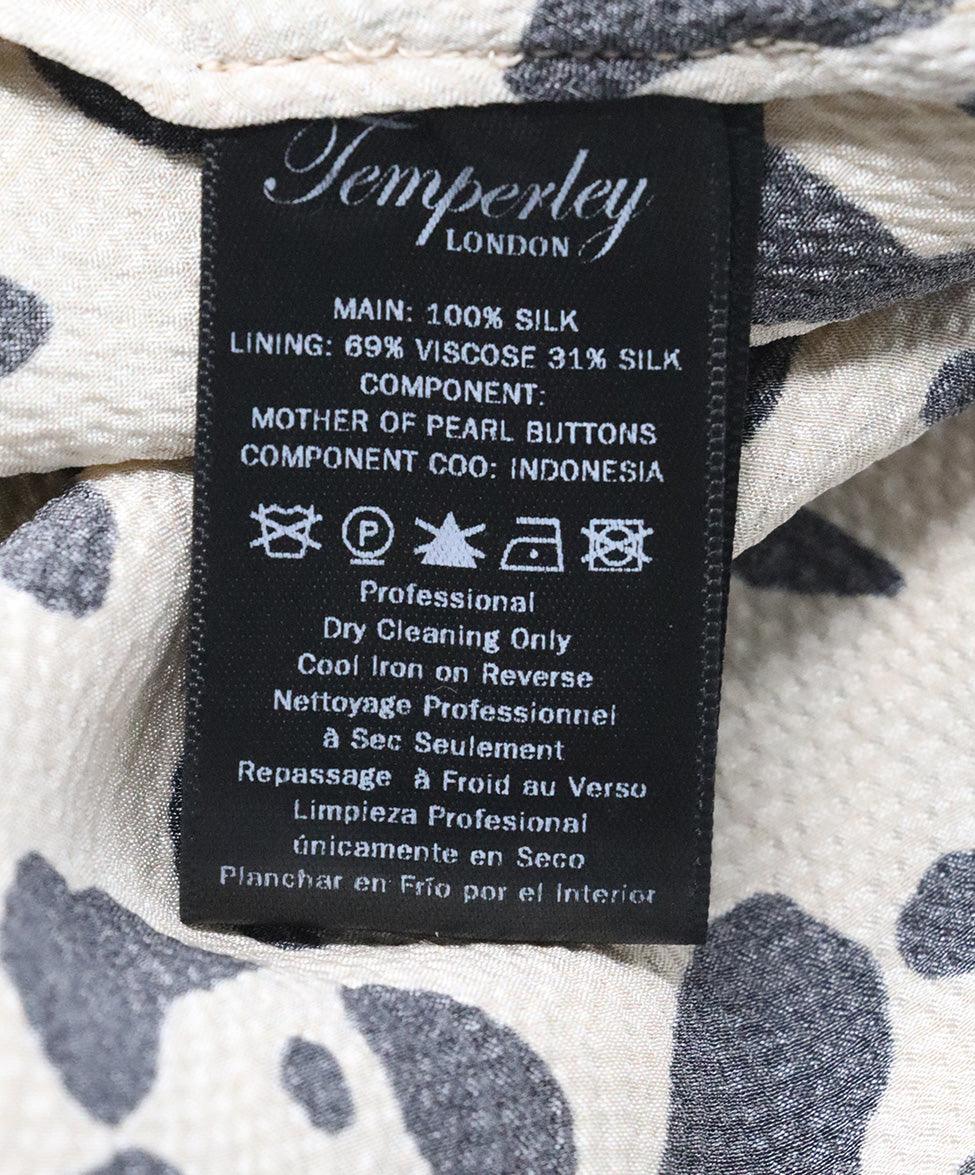 Temperley
LONDON
MAIN: 100% SILK
LINING: 69% VISCOSE 31% SILK
COMPONENT:
MOTHER OF PEARL BUTTONS
COMPONENT COO: INDONESIA
P
Professional
Dry Cleaning Only
Cool Iron on Reverse
Nettoyage Professionnel
à Sec Seulement
Repassage à Froid au Verso
Limpieza Profesional
únicamente en Seco
Planchar en Frío por el Interior